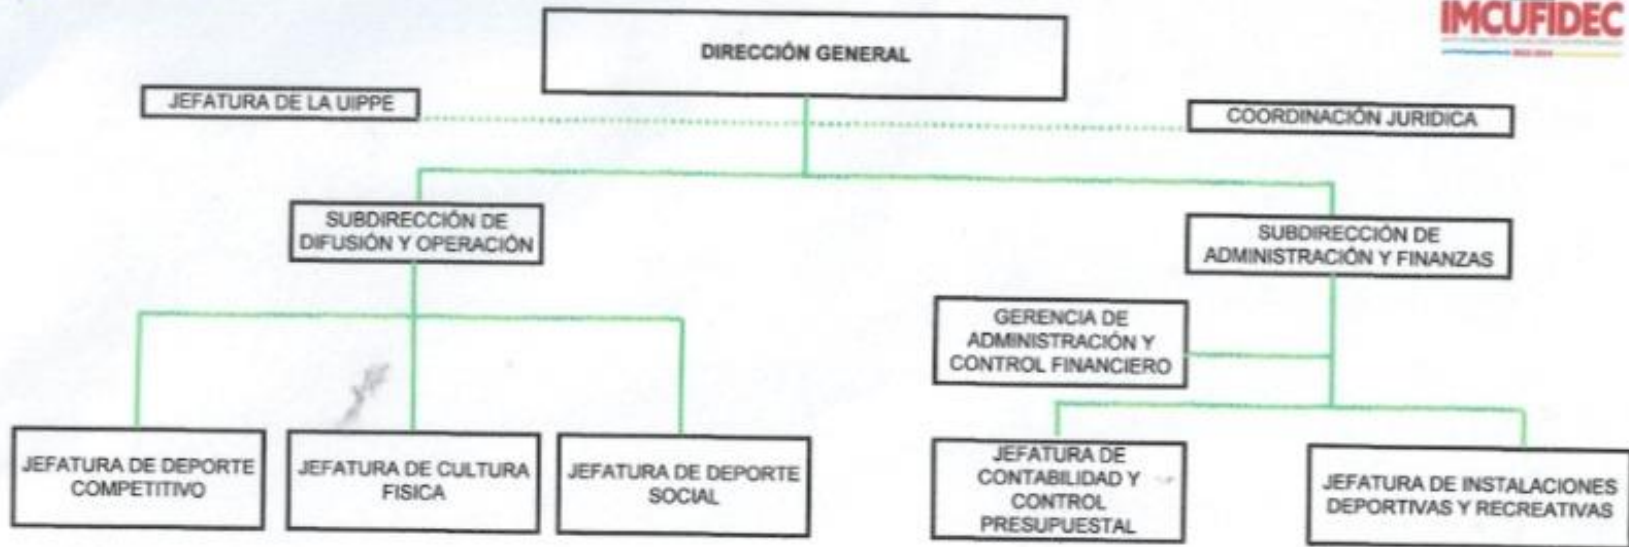 IMCUFIDEC
DIRECCIÓN GENERAL
JEFATURA DE LA UIPPE
COORDINACIÓN JURIDICA
SUBDIRECCIÓN DE
DIFUSIÓN Y OPERACIÓN
SUBDIRECCIÓN DE
ADMINISTRACIÓN Y FINANZAS
GERENCIA DE
ADMINISTRACIÓN Y
CONTROL FINANCIERO
JEFATURA DE DEPORTE
COMPETITIVO
JEFATURA DE CULTURA
FISICA
JEFATURA DE DEPORTE
SOCIAL
JEFATURA DE
CONTABILIDAD Y
CONTROL
PRESUPUESTAL
JEFATURA DE INSTALACIONES
DEPORTIVAS Y RECREATIVAS